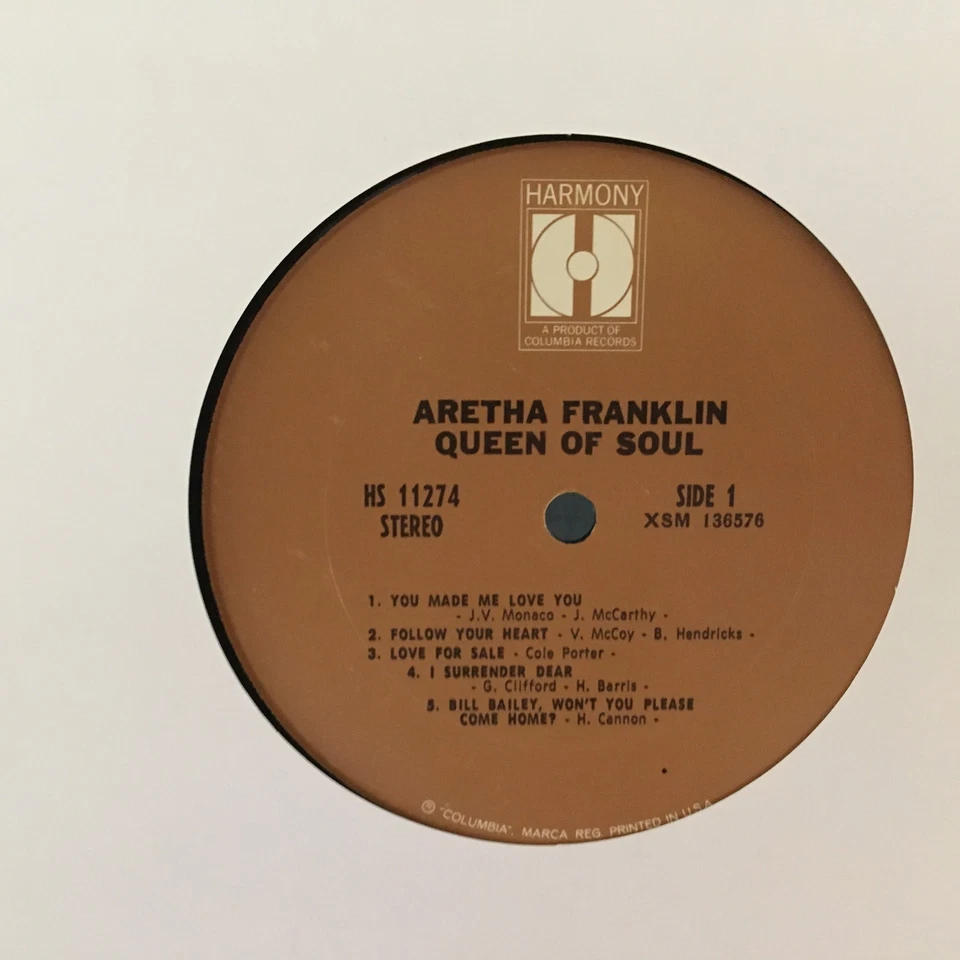 HARMONY
A PRODUCT OF
COLUMBIA RECORDS
ARETHA FRANKLIN
QUEEN OF SOUL
HS 11274
STEREO
SIDE 1
XSM 136576
1. YOU MADE ME LOVE YOU
- J.V. Monaco - J. McCarthy -
2. FOLLOW YOUR HEART - V. McCoy - B. Hendricks -
3. LOVE FOR SALE - Cole Porter -
4. I SURRENDER DEAR
- G. Clifford - H. Barris -
5. BILL BAILEY, WON'T YOU PLEASE
COME HOME? - H. Cannon -
® "COLUMBIA", MARCA REG. PRINTED IN U.S.A.